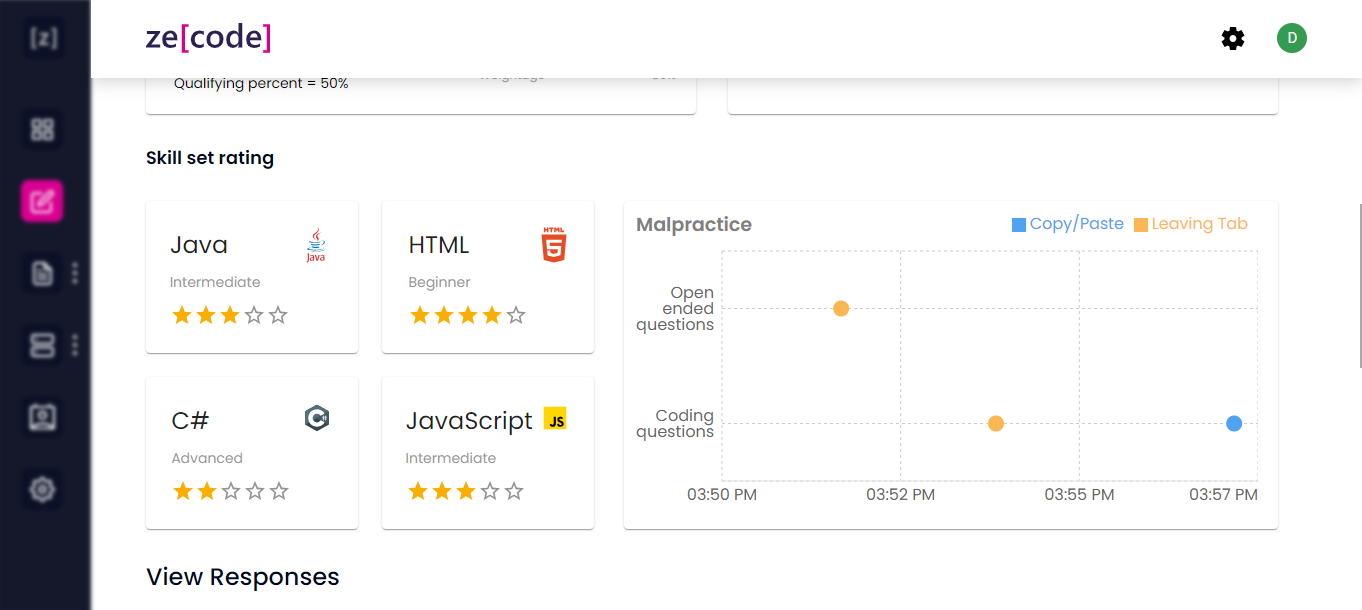 [z]
ze[code]
D
Qualifying percent = 50%
Weightage
Skill set rating
Java
Java
Intermediate
HTML
HTML
5
Beginner
C#
C#
Advanced
JavaScript
JS
Intermediate
Malpractice
Copy/Paste
Leaving Tab
Open
ended
questions
Coding
questions
03:50 PM
03:52 PM
03:55 PM
03:57 PM
View Responses